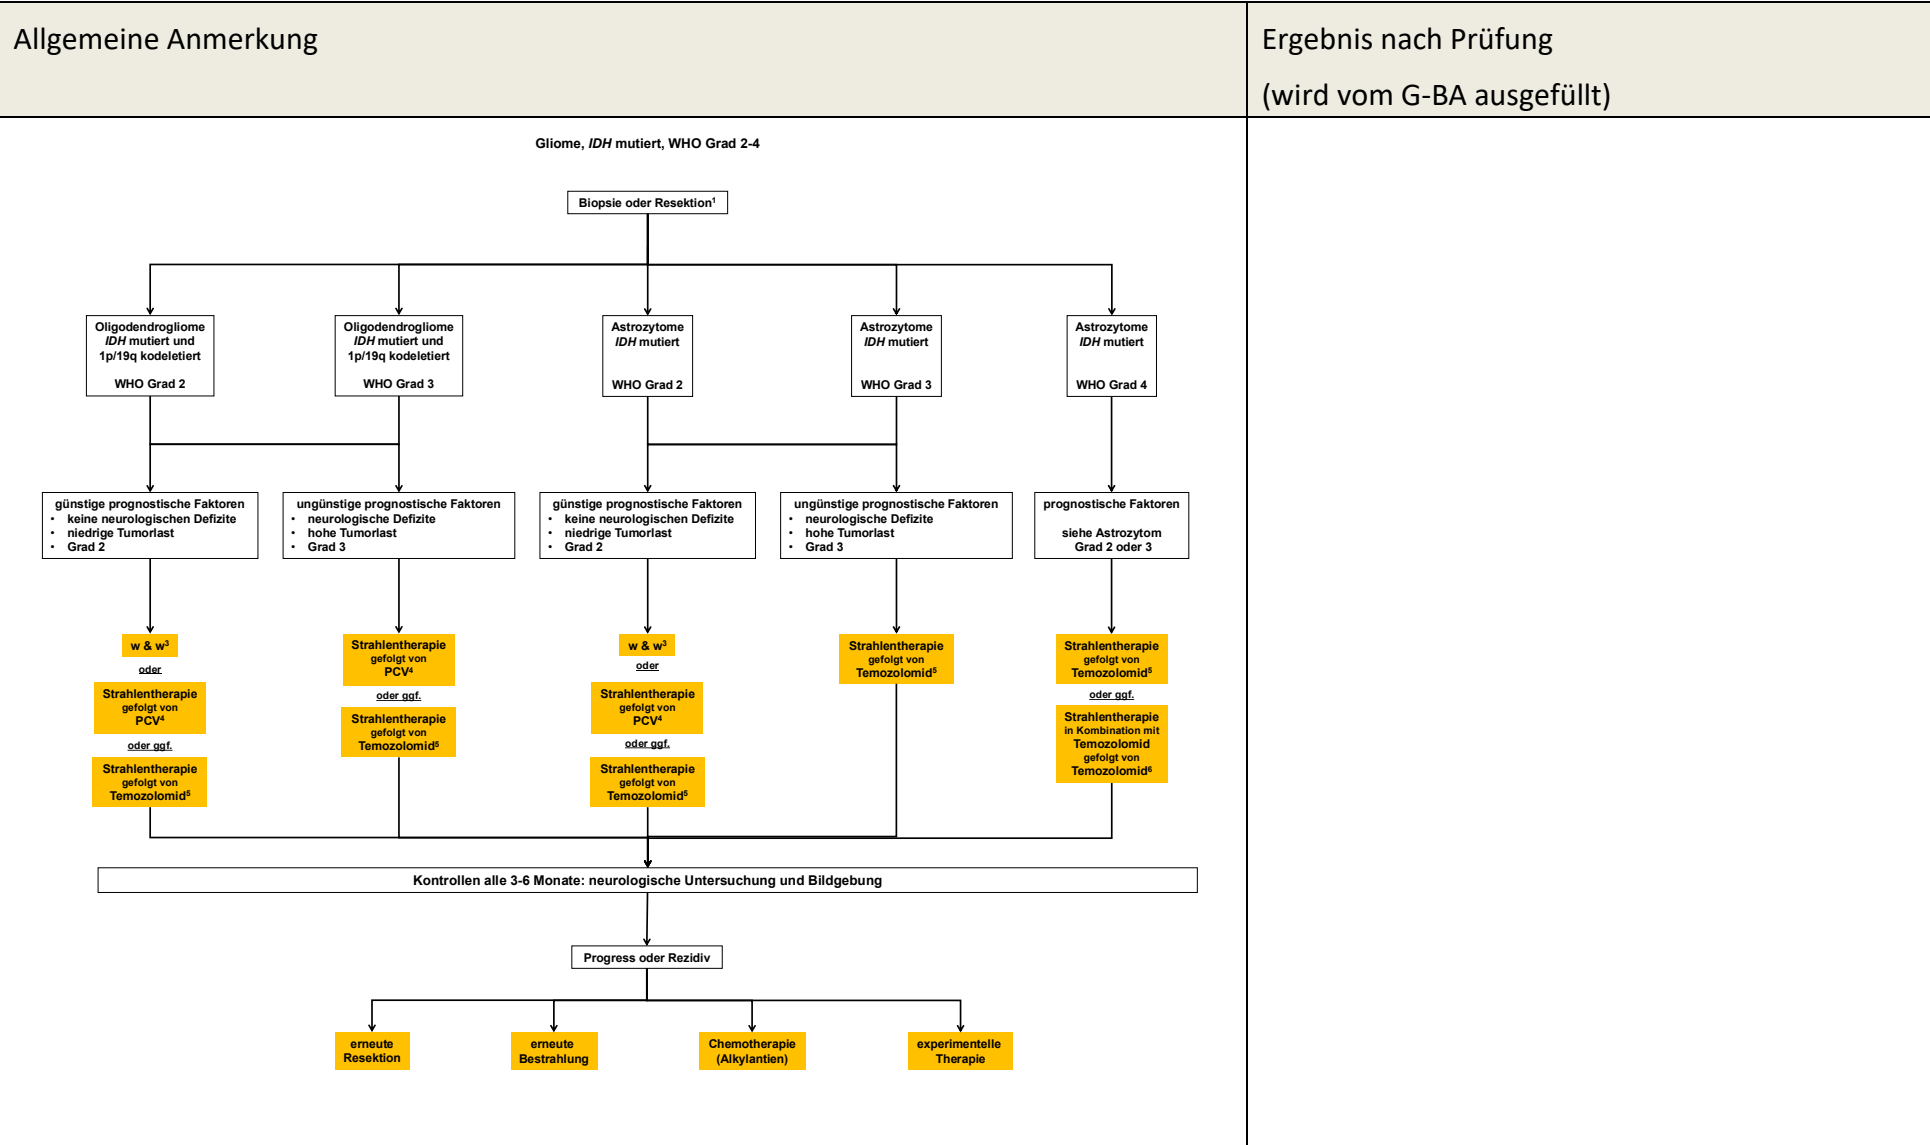 Allgemeine Anmerkung
Ergebnis nach Prüfung
(wird vom G-BA ausgefüllt)
Gliome, IDH mutiert, WHO Grad 2-4
Biopsie oder Resektion¹
Oligodendrogliome
IDH mutiert und
1p/19q kodeletiert
WHO Grad 2
Oligodendrogliome
IDH mutiert und
1p/19q kodeletiert
WHO Grad 3
Astrozytome
IDH mutiert
WHO Grad 2
Astrozytome
IDH mutiert
WHO Grad 3
Astrozytome
IDH mutiert
WHO Grad 4
günstige prognostische Faktoren
• keine neurologischen Defizite
• niedrige Tumorlast
• Grad 2
ungünstige prognostische Faktoren
• neurologische Defizite
• hohe Tumorlast
• Grad 3
günstige prognostische Faktoren
• keine neurologischen Defizite
• niedrige Tumorlast
• Grad 2
ungünstige prognostische Faktoren
• neurologische Defizite
• hohe Tumorlast
• Grad 3
prognostische Faktoren
siehe Astrozytom
Grad 2 oder 3
w & w³
oder
Strahlentherapie
gefolgt von
PCV⁴
oder ggf.
Strahlentherapie
gefolgt von
Temozolomid⁵
Strahlentherapie
gefolgt von
PCV⁴
oder ggf.
Strahlentherapie
gefolgt von
Temozolomid⁵
w & w³
oder
Strahlentherapie
gefolgt von
PCV⁴
oder ggf.
Strahlentherapie
gefolgt von
Temozolomid⁵
Strahlentherapie
gefolgt von
Temozolomid⁵
Strahlentherapie
gefolgt von
Temozolomid⁵
oder ggf.
Strahlentherapie
in Kombination mit
Temozolomid
gefolgt von
Temozolomid⁶
Kontrollen alle 3-6 Monate: neurologische Untersuchung und Bildgebung
Progress oder Rezidiv
erneute
Resektion
erneute
Bestrahlung
Chemotherapie
(Alkylantien)
experimentelle
Therapie